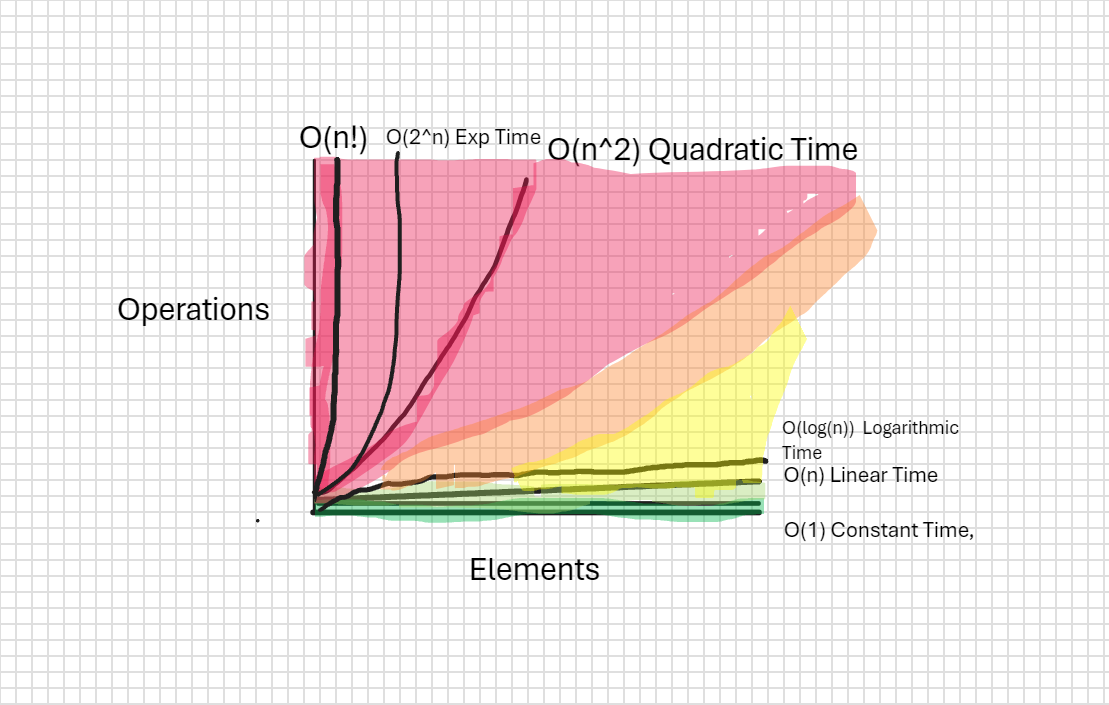 O(n!)
O(2^n) Exp Time
O(n^2) Quadratic Time
Operations
O(log(n)) Logarithmic
Time
O(n) Linear Time
O(1) Constant Time,
Elements